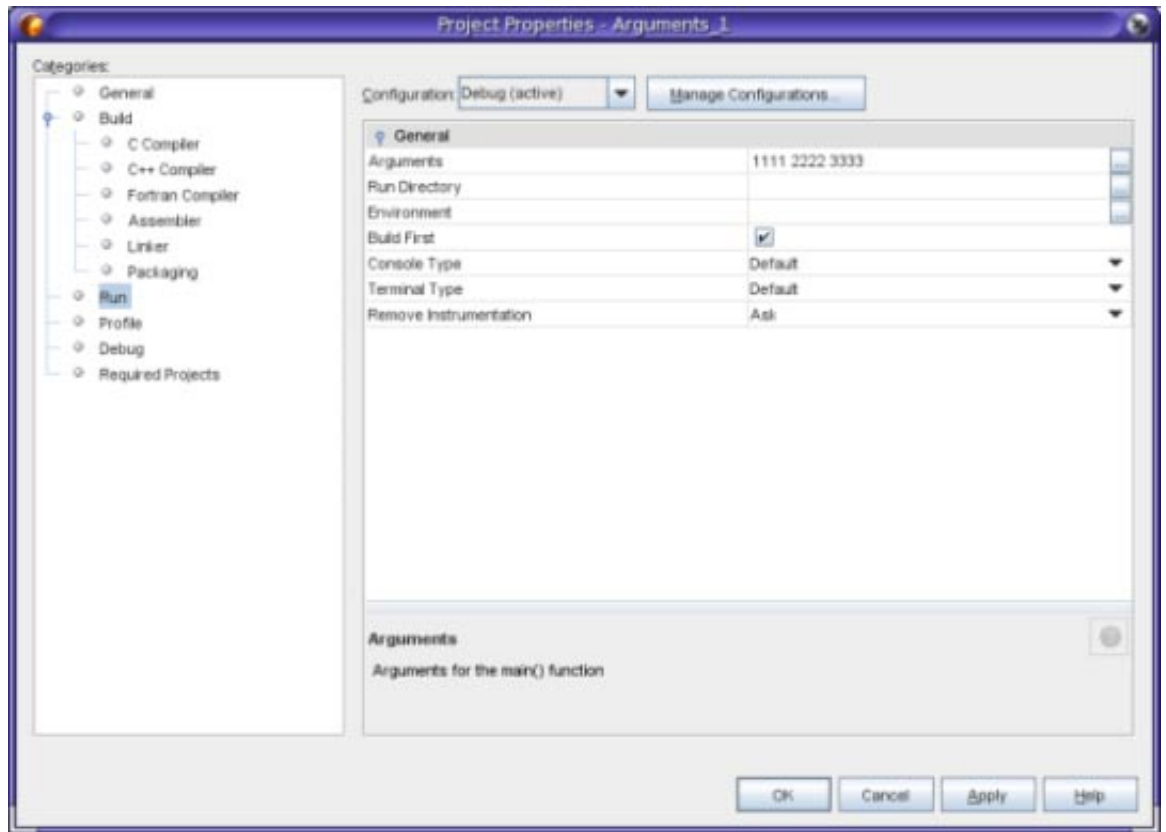 Project Properties - Arguments_1
Categories:
General
Build
C Compiler
C++ Compiler
Fortran Compiler
Assembler
Linker
Packaging
Run
Profile
Debug
Required Projects
Configuration: Debug (active)
Manage Configurations...
General
Arguments 1111 2222 3333 ...
Run Directory ...
Environment ...
Build First
Console Type Default
Terminal Type Default
Remove Instrumentation Ask
Arguments
Arguments for the main() function
OK Cancel Apply Help